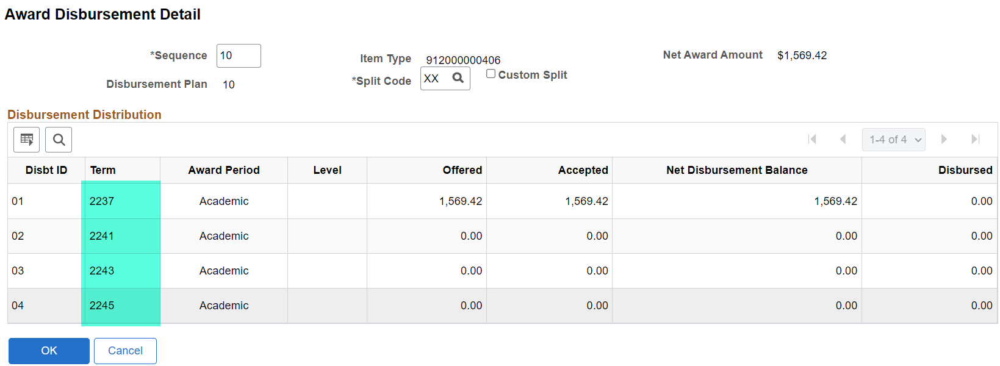 Award Disbursement Detail
*Sequence 10 Item Type 912000000406 Net Award Amount $1,569.42
Disbursement Plan 10 *Split Code XX Custom Split
Disbursement Distribution
1-4 of 4
Disbt ID Term Award Period Level Offered Accepted Net Disbursement Balance Disbursed
01 2237 Academic 1,569.42 1,569.42 1,569.42 0.00
02 2241 Academic 0.00 0.00 0.00 0.00
03 2243 Academic 0.00 0.00 0.00 0.00
04 2245 Academic 0.00 0.00 0.00 0.00
OK Cancel